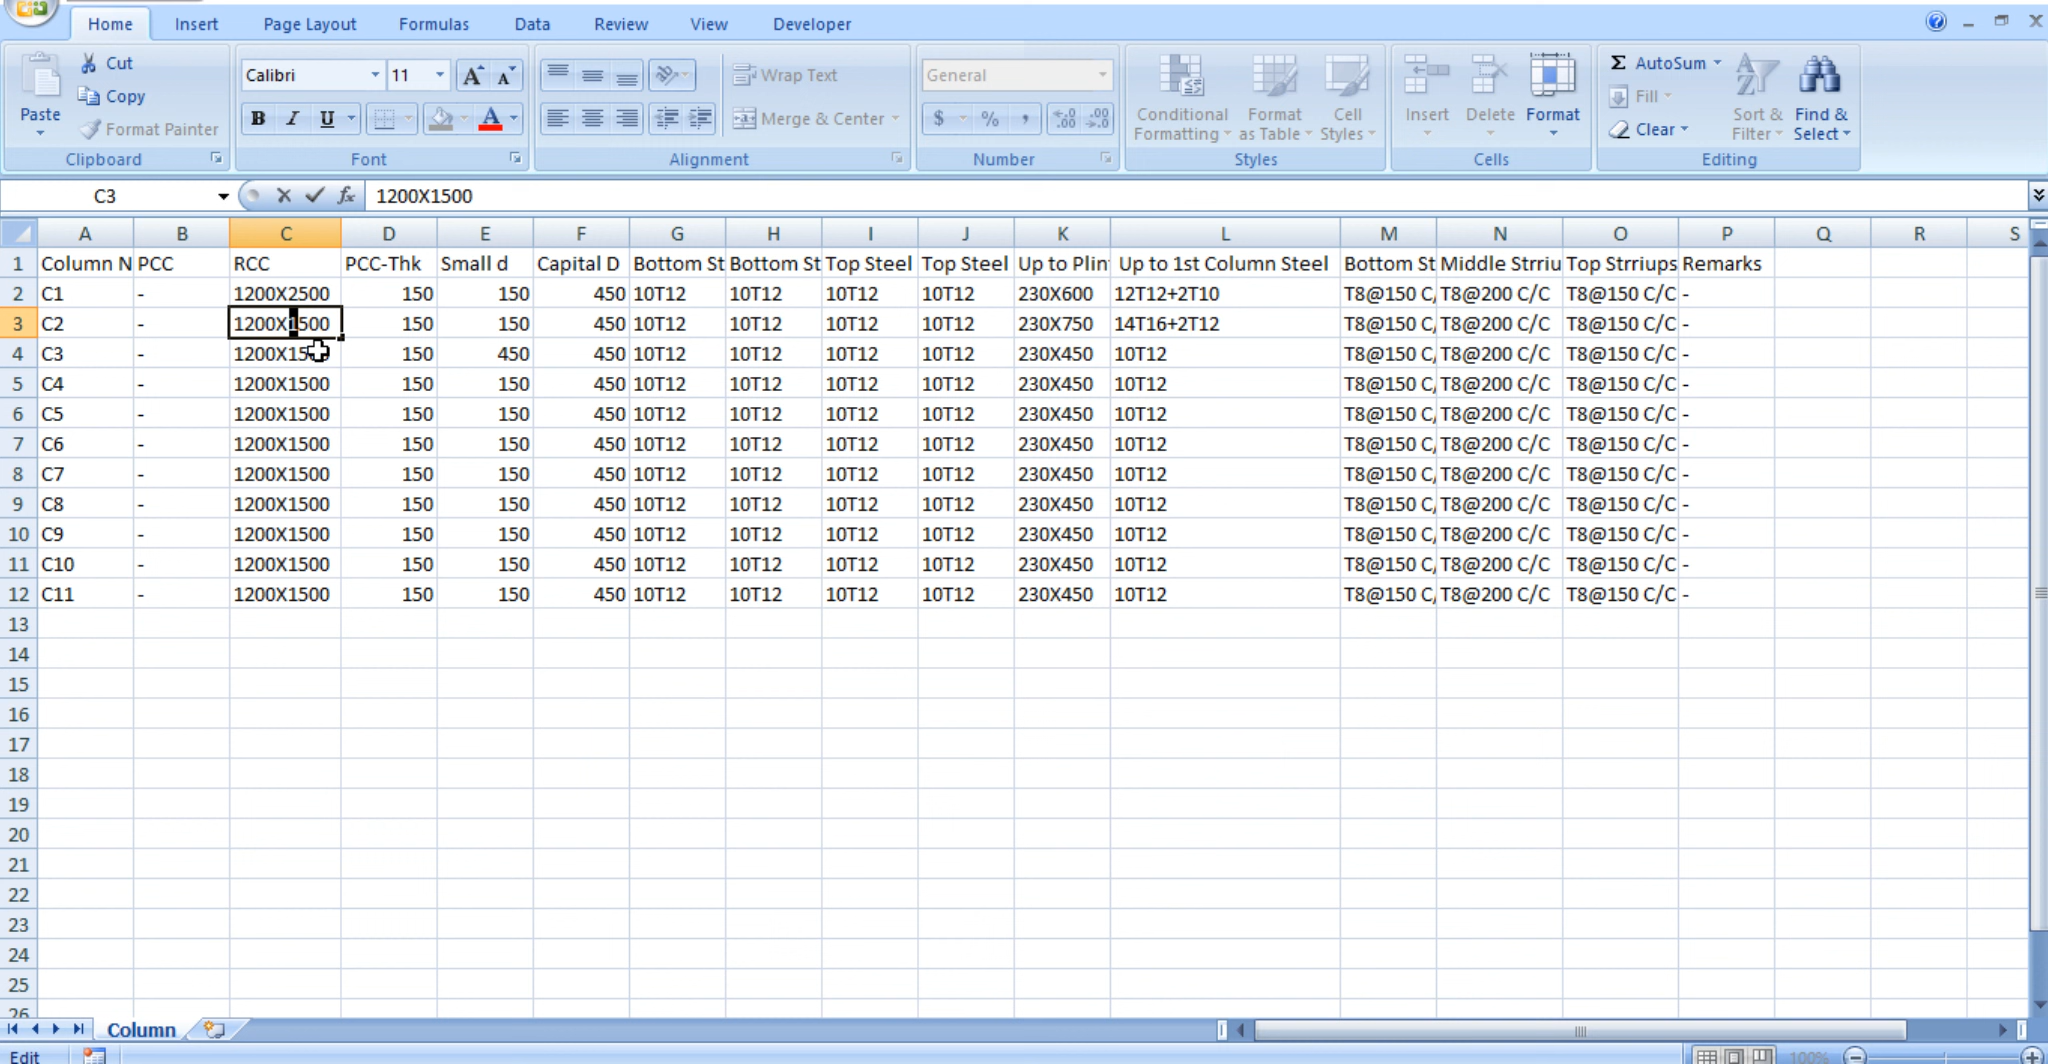 Home Insert Page Layout Formulas Data Review View Developer
Paste
Cut
Copy
Format Painter
Clipboard
Calibri 11 A A
B I U A
Font
Wrap Text
Merge & Center
Alignment
General
$ % , .0 .00 .00 .0
Number
Conditional Formatting
Format as Table
Cell Styles
Styles
Insert Delete Format
Cells
Σ AutoSum
Fill
Clear
Sort & Filter
Find & Select
Editing
C3 fx 1200X1500
A B C D E F G H I J K L M N O P Q R S
1 Column N PCC RCC PCC-Thk Small d Capital D Bottom St Bottom St Top Steel Top Steel Up to Plin Up to 1st Column Steel Bottom St Middle Strriu Top Strriups Remarks
2 C1 - 1200X2500 150 150 450 10T12 10T12 10T12 10T12 230X600 12T12+2T10 T8@150 C/ T8@200 C/C T8@150 C/C -
3 C2 - 1200X1500 150 150 450 10T12 10T12 10T12 10T12 230X750 14T16+2T12 T8@150 C/ T8@200 C/C T8@150 C/C -
4 C3 - 1200X15 150 450 450 10T12 10T12 10T12 10T12 230X450 10T12 T8@150 C/ T8@200 C/C T8@150 C/C -
5 C4 - 1200X1500 150 150 450 10T12 10T12 10T12 10T12 230X450 10T12 T8@150 C/ T8@200 C/C T8@150 C/C -
6 C5 - 1200X1500 150 150 450 10T12 10T12 10T12 10T12 230X450 10T12 T8@150 C/ T8@200 C/C T8@150 C/C -
7 C6 - 1200X1500 150 150 450 10T12 10T12 10T12 10T12 230X450 10T12 T8@150 C/ T8@200 C/C T8@150 C/C -
8 C7 - 1200X1500 150 150 450 10T12 10T12 10T12 10T12 230X450 10T12 T8@150 C/ T8@200 C/C T8@150 C/C -
9 C8 - 1200X1500 150 150 450 10T12 10T12 10T12 10T12 230X450 10T12 T8@150 C/ T8@200 C/C T8@150 C/C -
10 C9 - 1200X1500 150 150 450 10T12 10T12 10T12 10T12 230X450 10T12 T8@150 C/ T8@200 C/C T8@150 C/C -
11 C10 - 1200X1500 150 150 450 10T12 10T12 10T12 10T12 230X450 10T12 T8@150 C/ T8@200 C/C T8@150 C/C -
12 C11 - 1200X1500 150 150 450 10T12 10T12 10T12 10T12 230X450 10T12 T8@150 C/ T8@200 C/C T8@150 C/C -
13
14
15
16
17
18
19
20
21
22
23
24
25
26
Column
Edit 100%